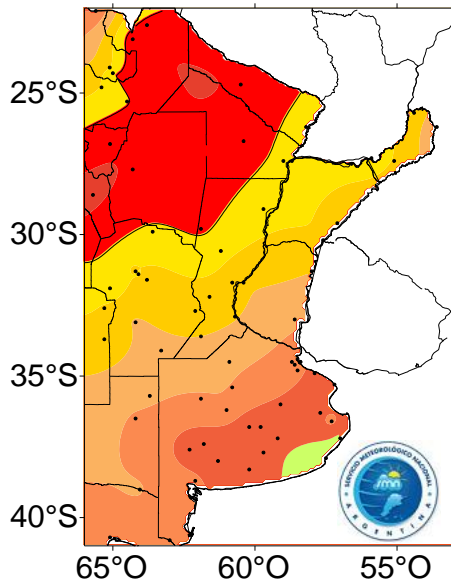 25°S
30°S
35°S
40°S
65°O
60°O
55°O
SERVICIO METEOROLÓGICO NACIONAL
smn
ARGENTINA